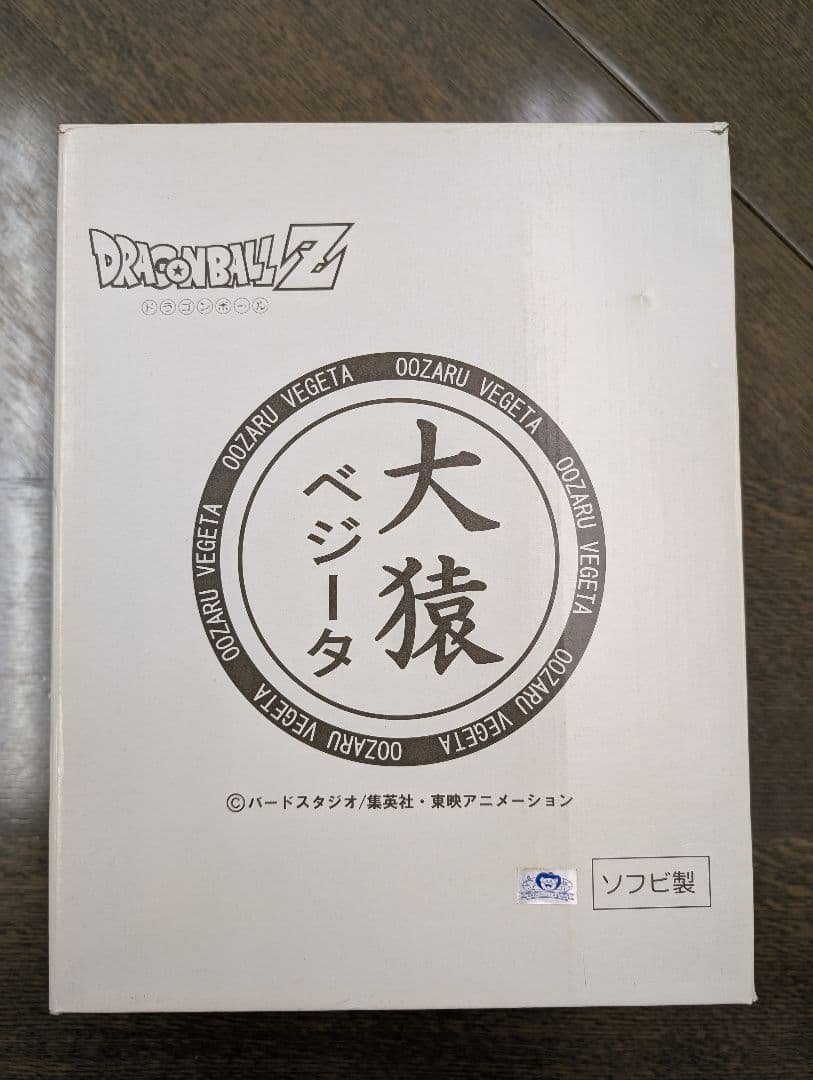 DRAGONBALL Z
ドラゴンボール
OOZARU VEGETA OOZARU VEGETA OOZARU VEGETA OOZARU VEGETA OOZARU VEGETA OOZARU VEGETA
大猿
ベジータ
©バードスタジオ/集英社・東映アニメーション
ソフビ製